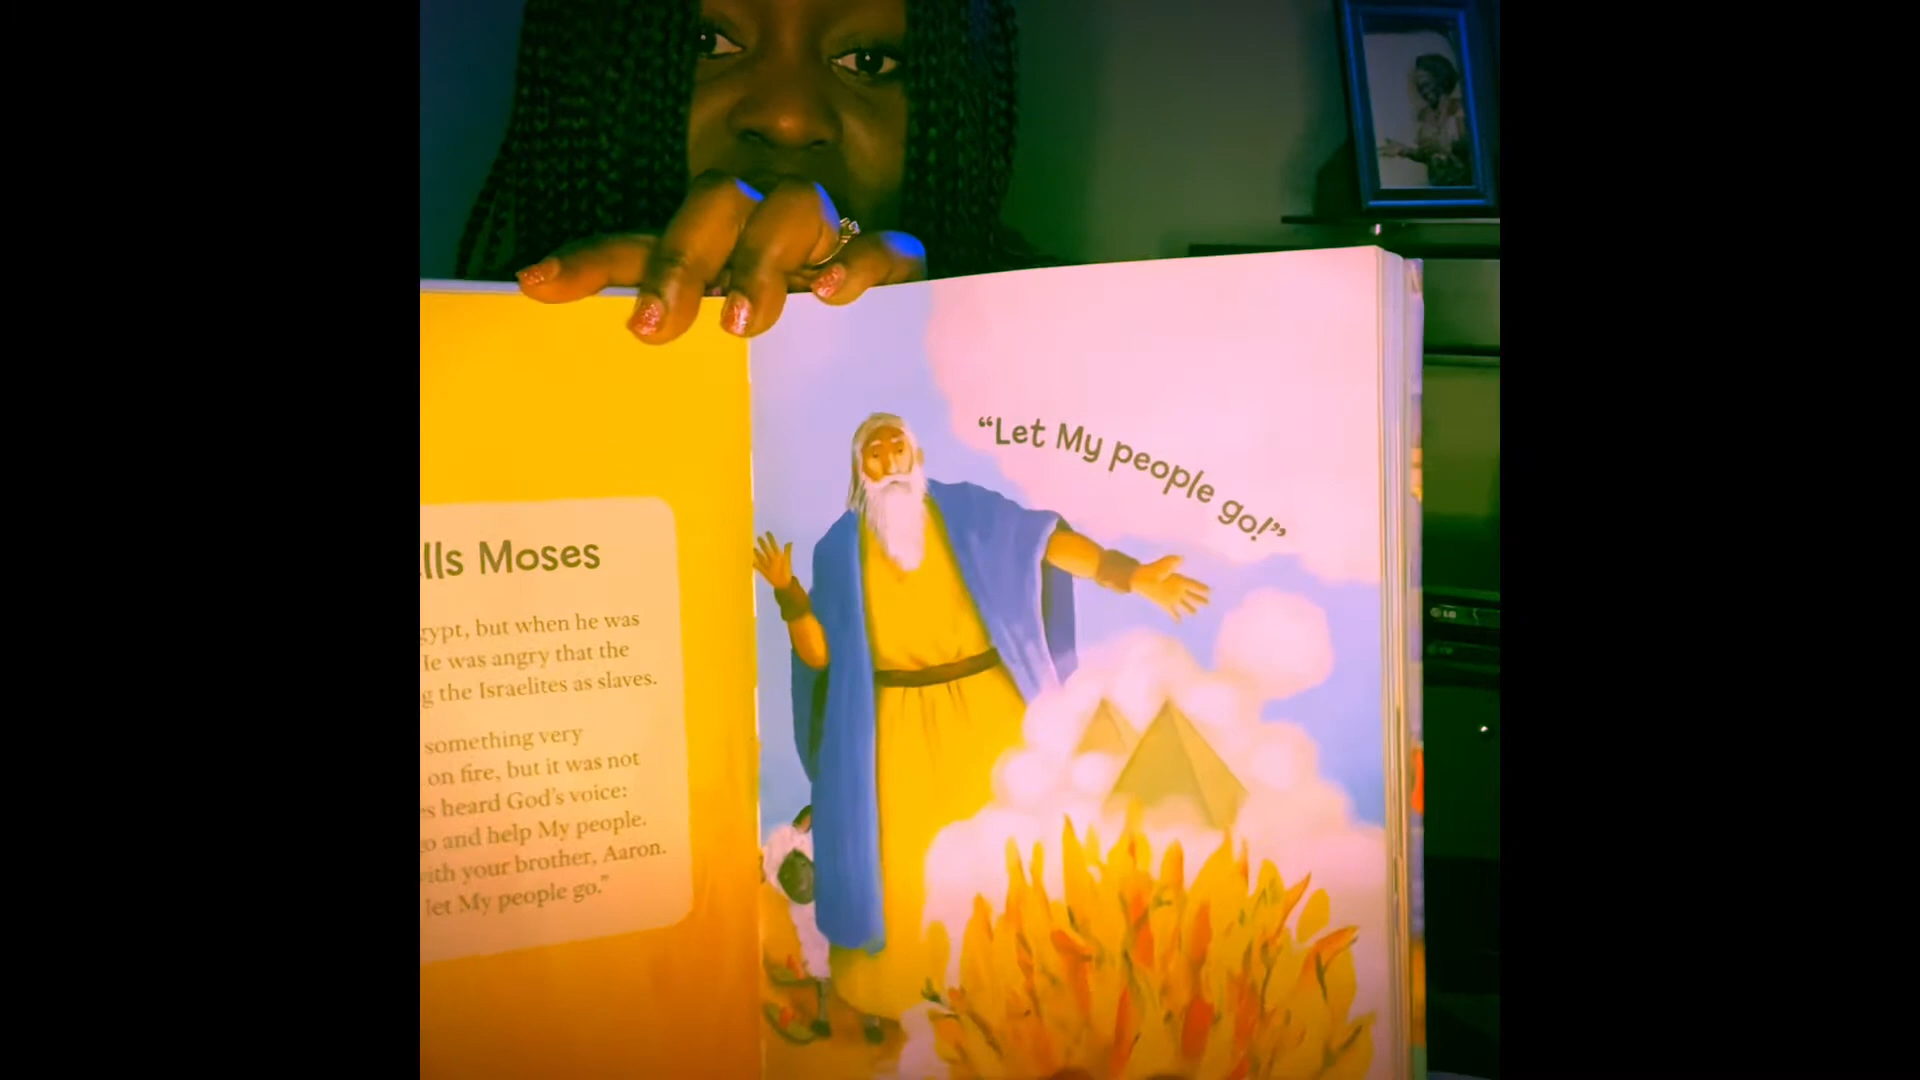 lls Moses
gypt, but when he was
He was angry that the
g the Israelites as slaves.
something very
on fire, but it was not
s heard God's voice:
o and help My people.
ith your brother, Aaron.
let My people go."
"Let My people go!"
LG